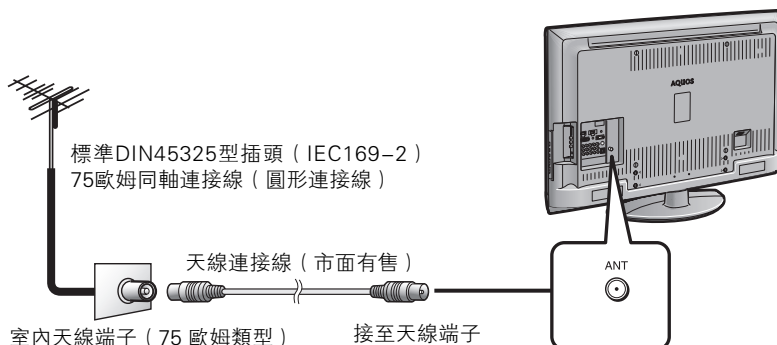 AQUOS
標準DIN45325型插頭（IEC169–2）
75歐姆同軸連接線（圓形連接線）
天線連接線（市面有售）
ANT
室內天線端子（75 歐姆類型）
接至天線端子